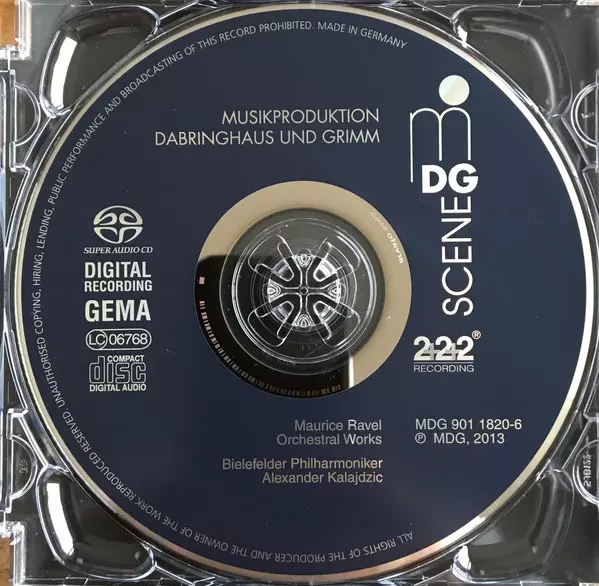 ALL RIGHTS OF THE PRODUCER AND THE OWNER OF THE WORK REPRODUCED RESERVED. UNAUTHORISED COPYING, HIRING, LENDING, PUBLIC PERFORMANCE AND BROADCASTING OF THIS RECORD PROHIBITED. MADE IN GERMANY
MUSIKPRODUKTION
DABRINGHAUS UND GRIMM
DG
SCENE
SUPER AUDIO CD
DIGITAL
RECORDING
GEMA
LC 06768
COMPACT
disc
DIGITAL AUDIO
2+2+2®
RECORDING
Maurice Ravel
Orchestral Works
MDG 901 1820-6
℗ MDG, 2013
Bielefelder Philharmoniker
Alexander Kalajdzic